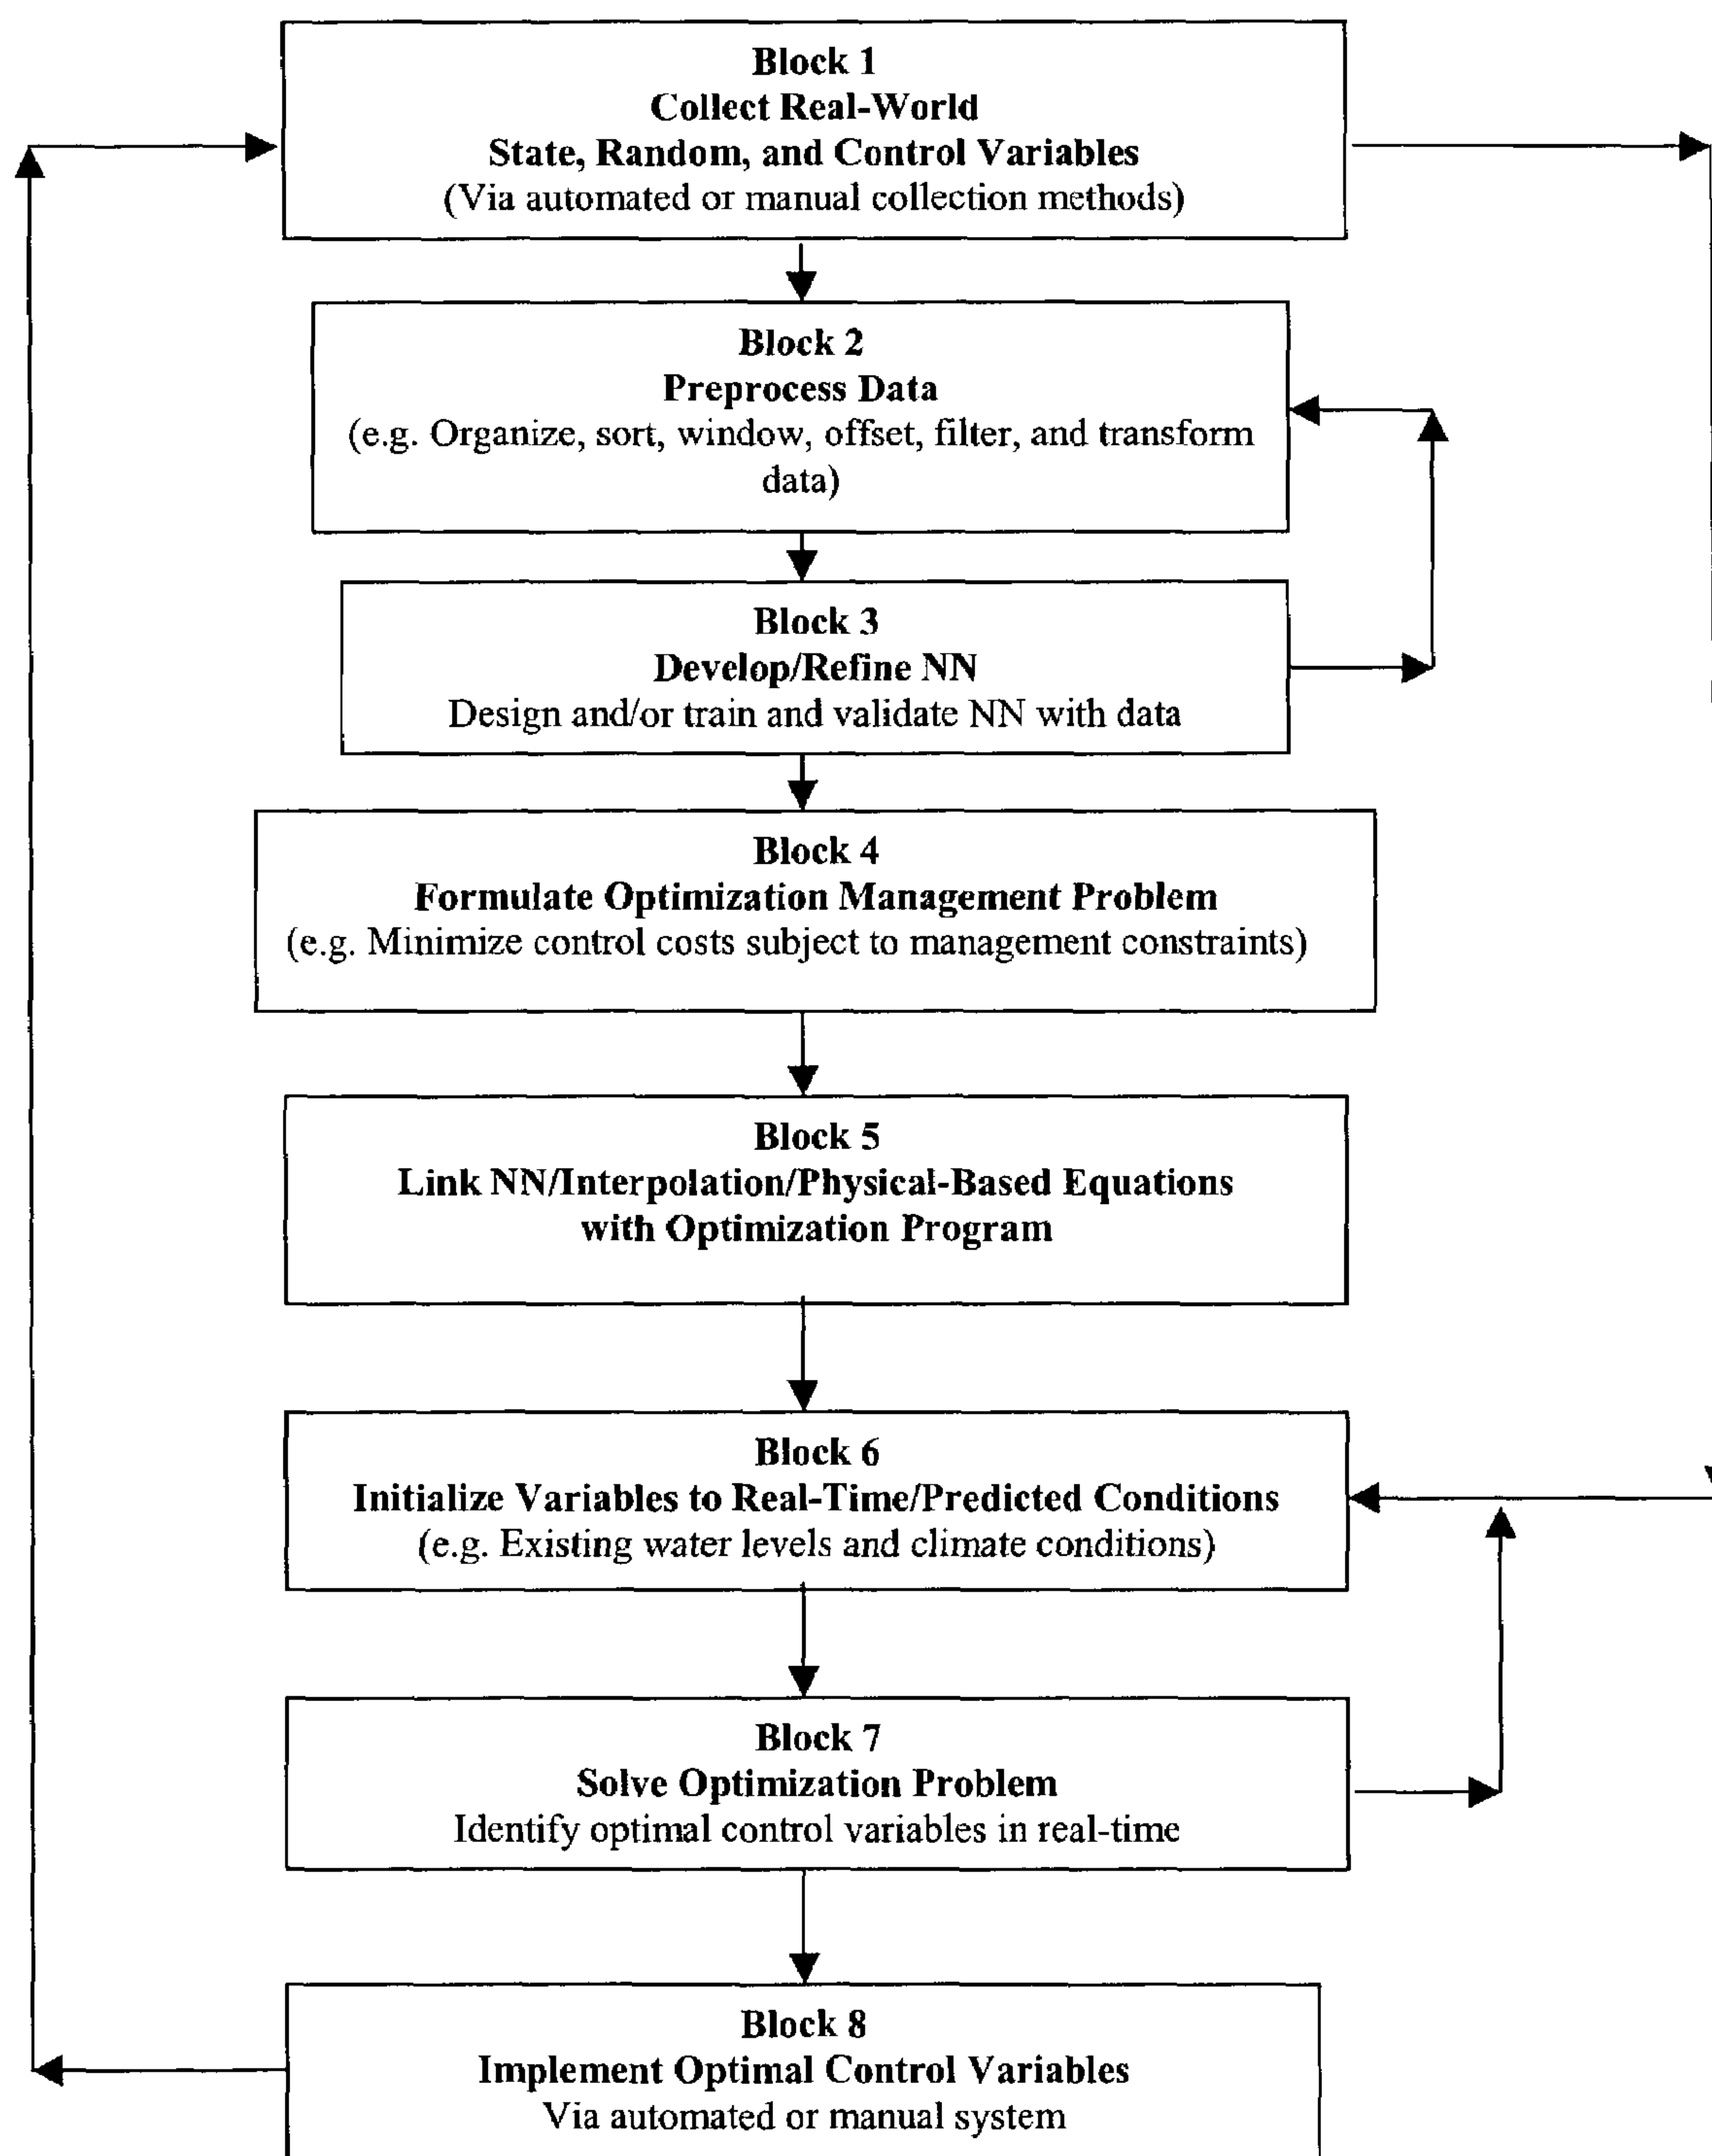 Block 1
Collect Real-World
State, Random, and Control Variables
(Via automated or manual collection methods)
Block 2
Preprocess Data
(e.g. Organize, sort, window, offset, filter, and transform
data)
Block 3
Develop/Refine NN
Design and/or train and validate NN with data
Block 4
Formulate Optimization Management Problem
(e.g. Minimize control costs subject to management constraints)
Block 5
Link NN/Interpolation/Physical-Based Equations
with Optimization Program
Block 6
Initialize Variables to Real-Time/Predicted Conditions
(e.g. Existing water levels and climate conditions)
Block 7
Solve Optimization Problem
Identify optimal control variables in real-time
Block 8
Implement Optimal Control Variables
Via automated or manual system